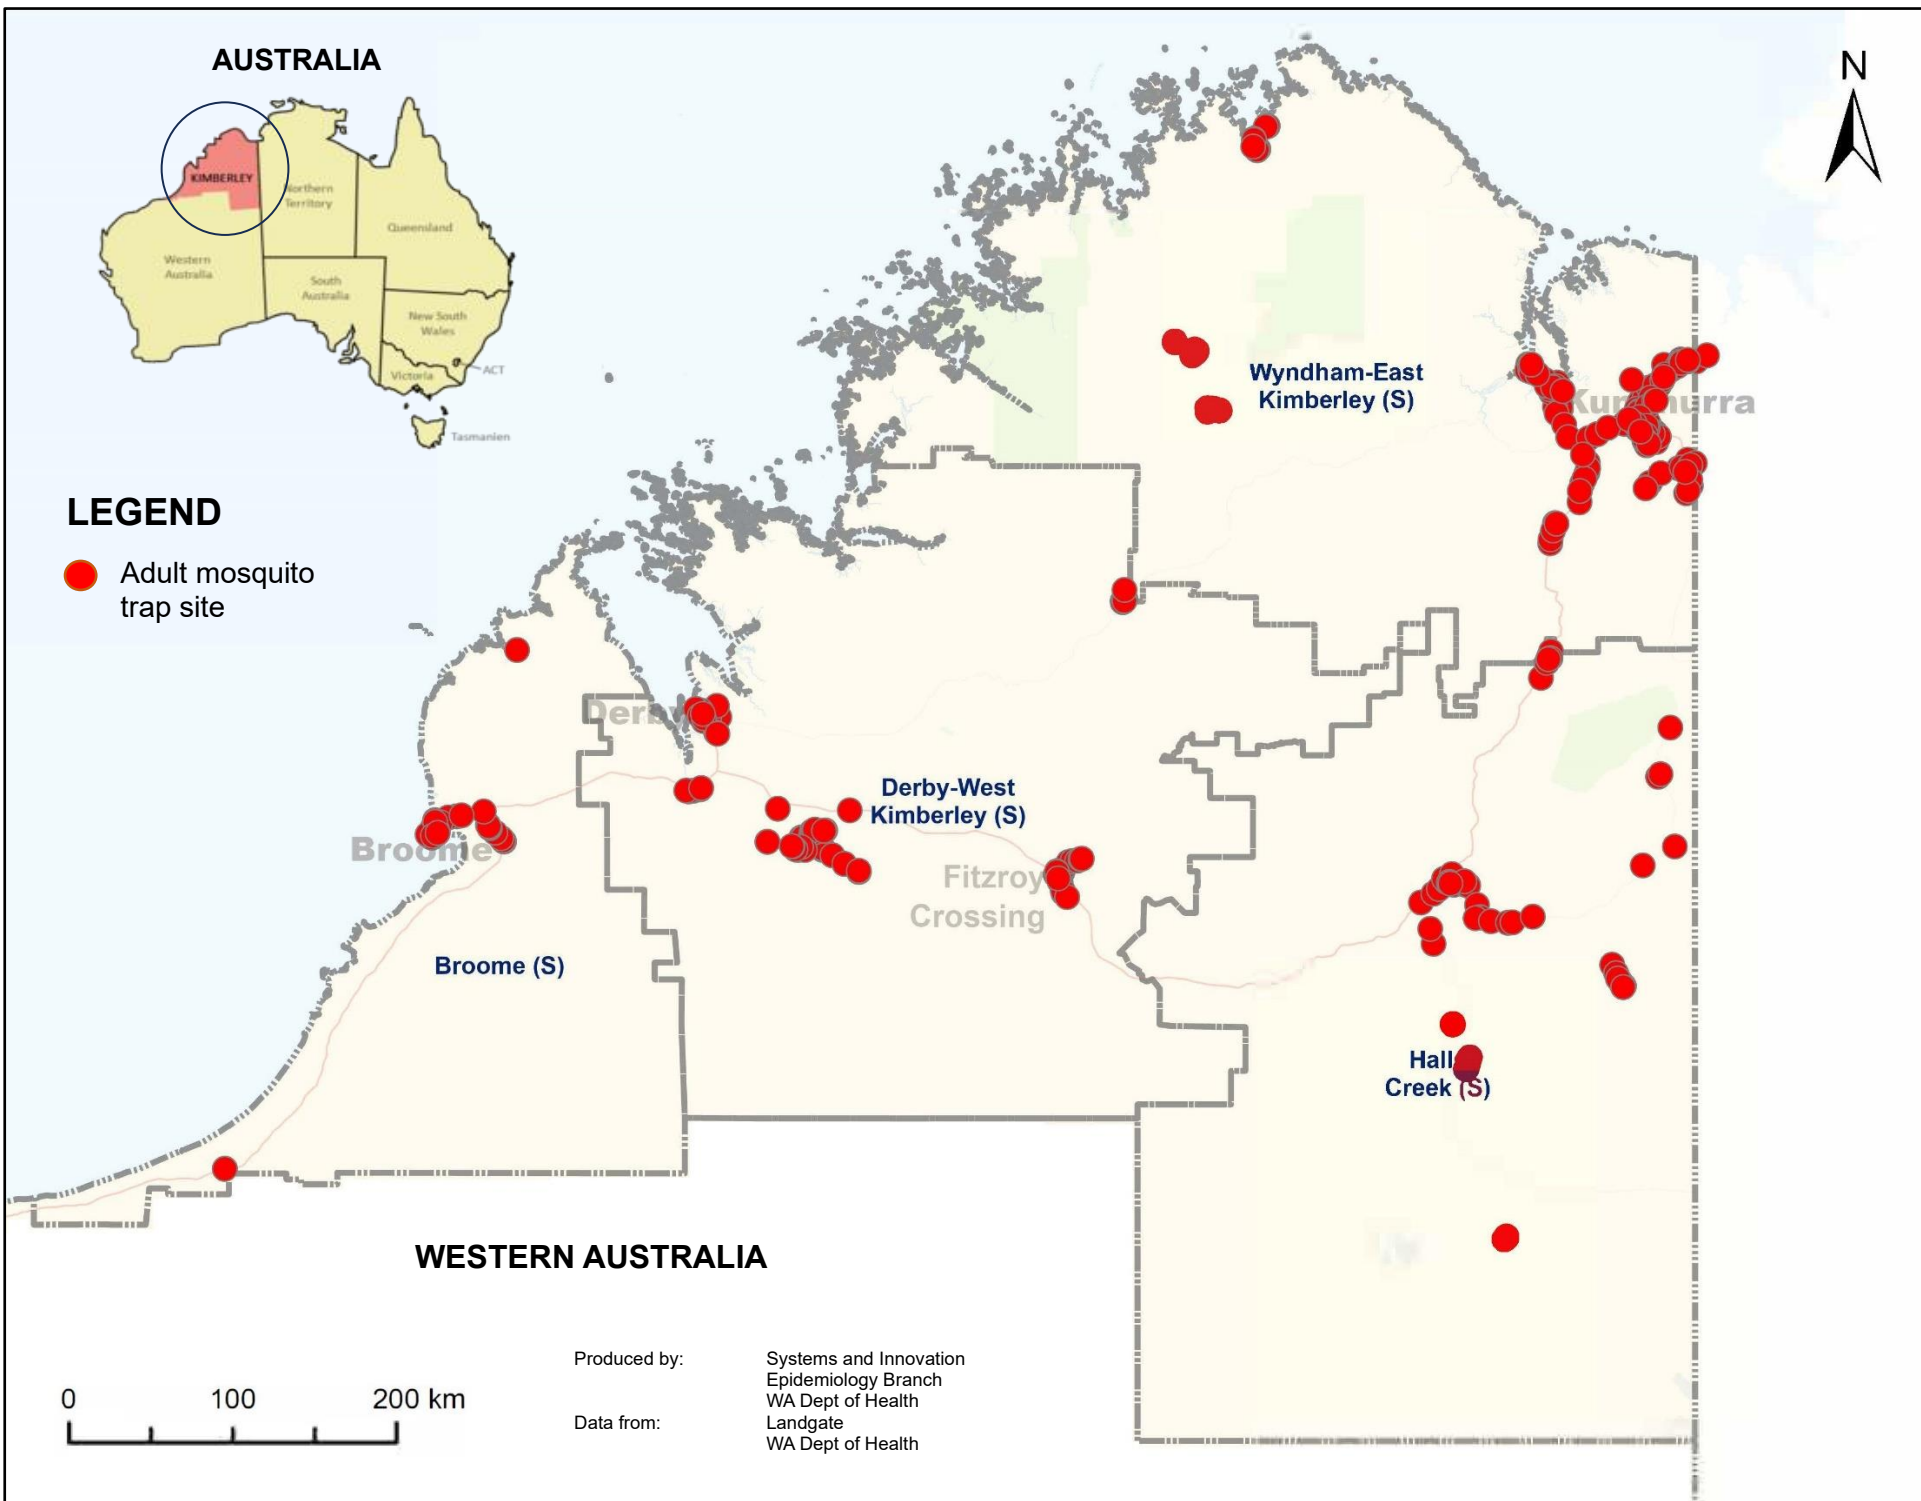 AUSTRALIA
N
KIMBERLEY
Northern
Territory
Queensland
Western
Australia
South
Australia
New South
Wales
ACT
Victoria
Tasmanien
LEGEND
Adult mosquito
trap site
Wyndham-East
Kimberley (S)
Derby
Derby-West
Kimberley (S)
Broome
Fitzroy
Crossing
Broome (S)
Hall
Creek (S)
WESTERN AUSTRALIA
0 100 200 km
Produced by: Systems and Innovation
Epidemiology Branch
WA Dept of Health
Data from: Landgate
WA Dept of Health